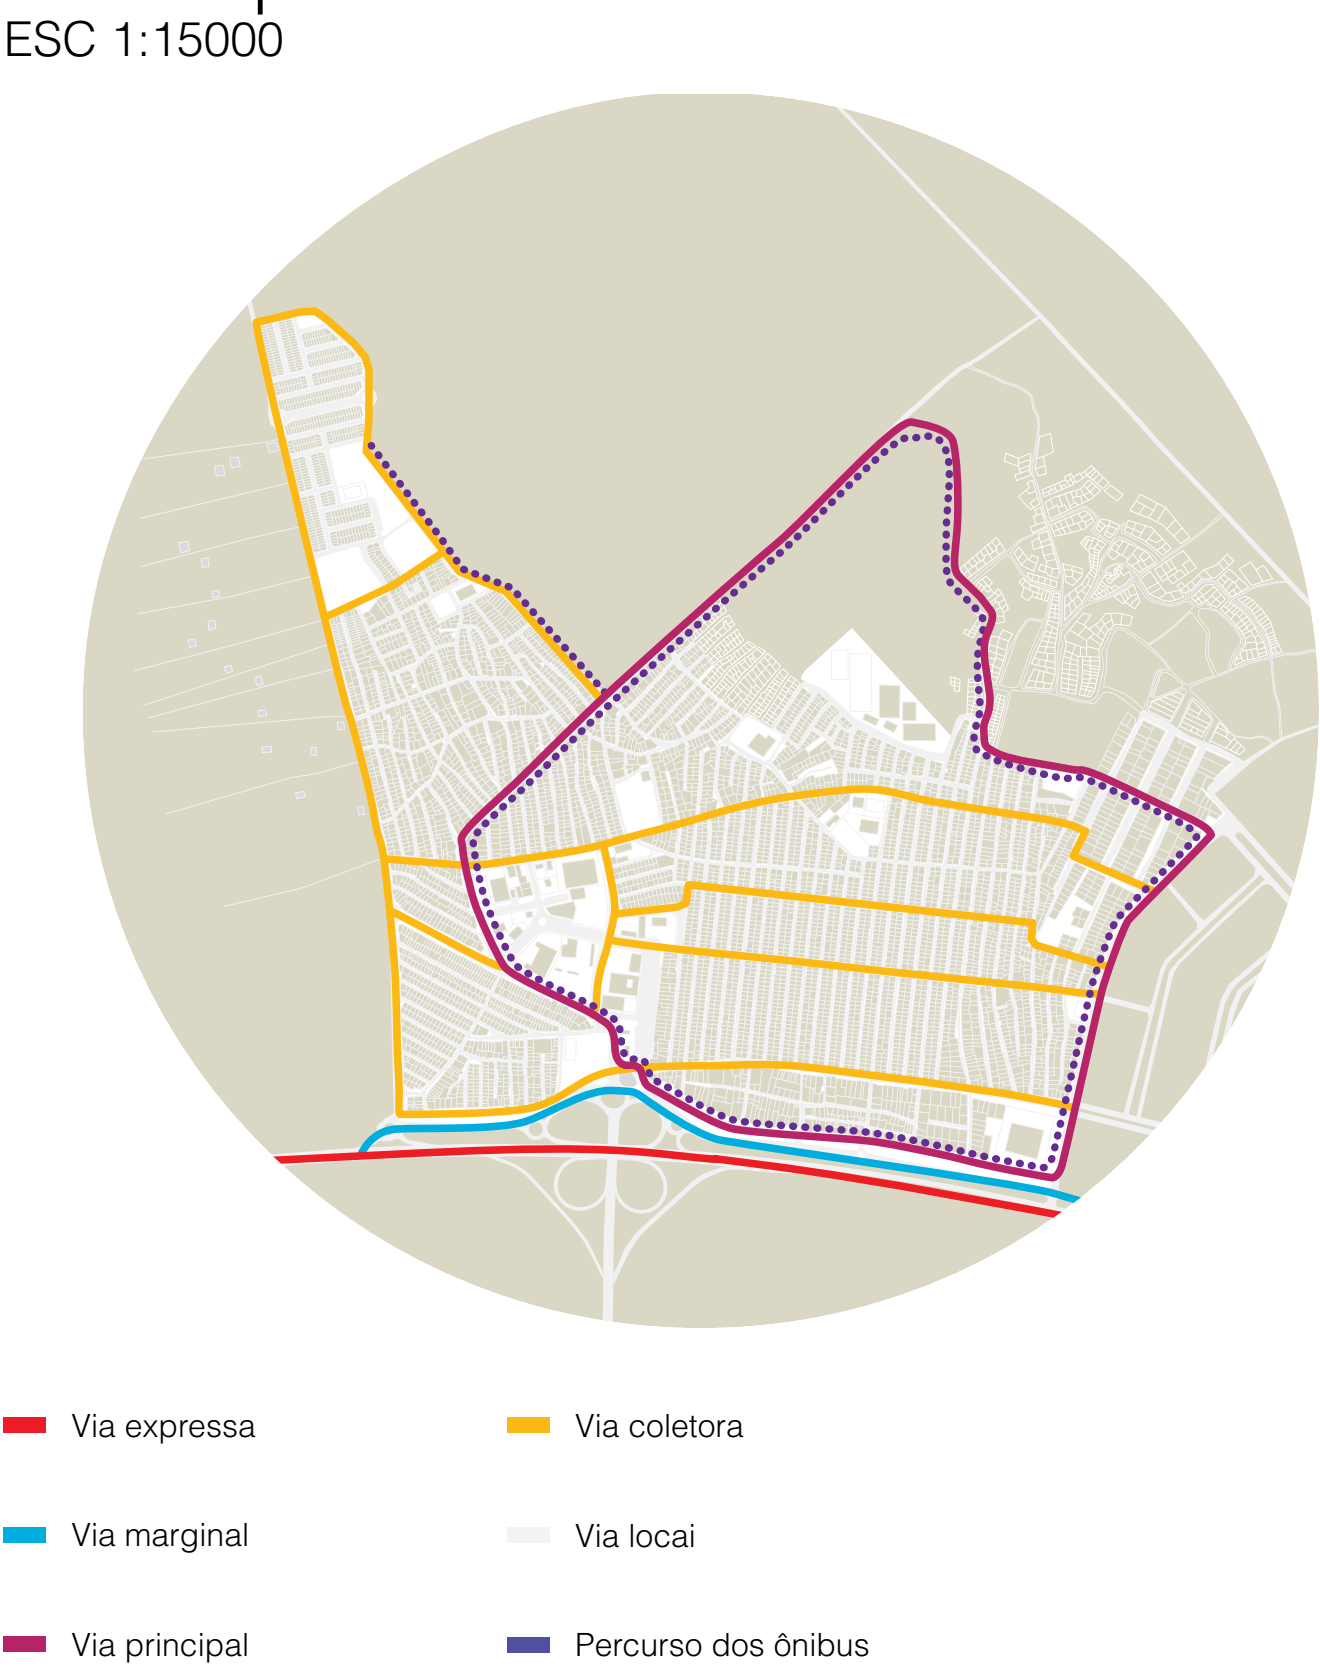 ESC 1:15000
Via expressa
Via coletora
Via marginal
Via locai
Via principal
Percurso dos ônibus